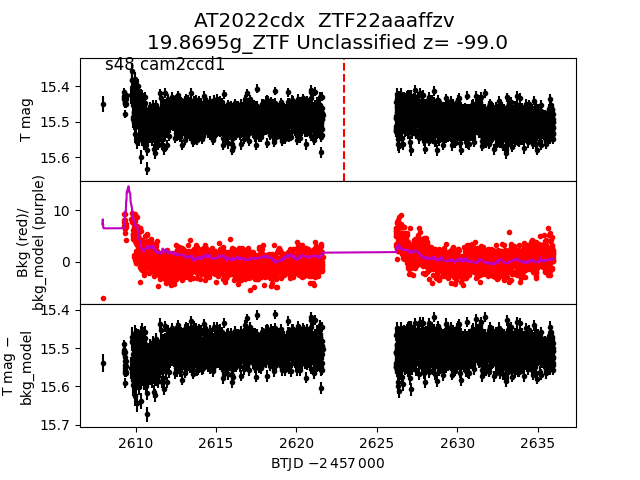 AT2022cdx  ZTF22aaaffzv
19.8695g_ZTF Unclassified z= -99.0
s48 cam2ccd1
15.4
15.5
15.6
T mag
10
0
Bkg (red)/
bkg_model (purple)
15.4
15.5
15.6
15.7
T mag −
bkg_model
2610 2615 2620 2625 2630 2635
BTJD −2 457 000